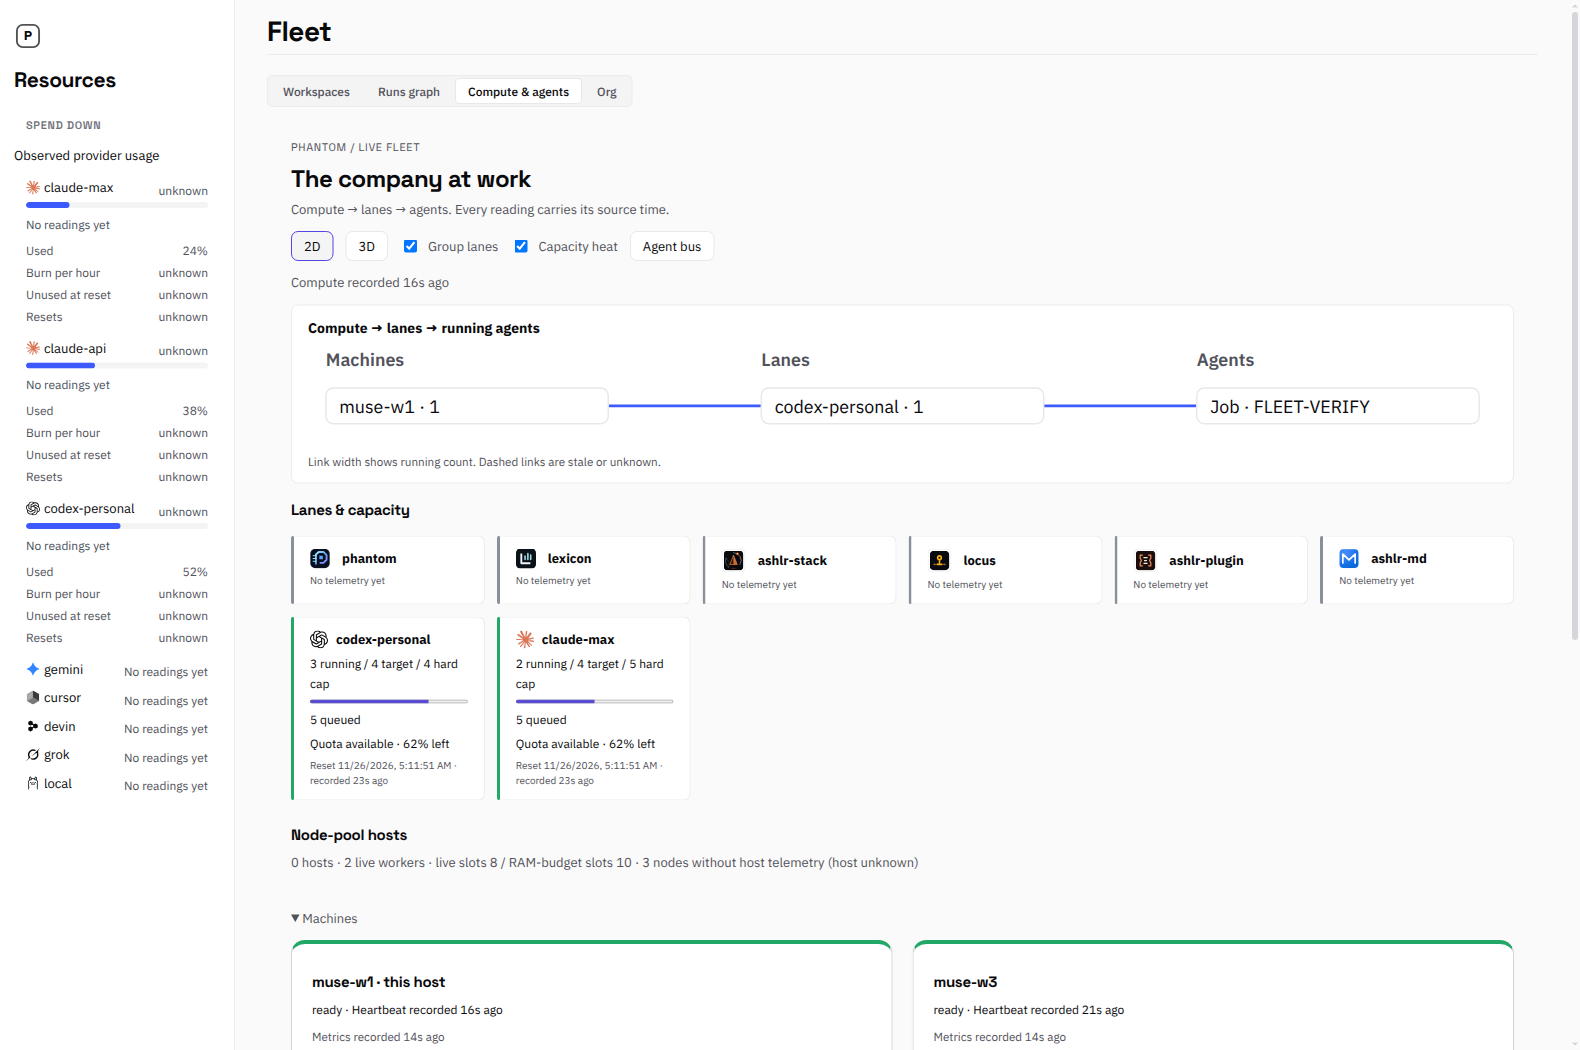 P
Resources
SPEND DOWN
Observed provider usage
claude-max unknown
No readings yet
Used 24%
Burn per hour unknown
Unused at reset unknown
Resets unknown
claude-api unknown
No readings yet
Used 38%
Burn per hour unknown
Unused at reset unknown
Resets unknown
codex-personal unknown
No readings yet
Used 52%
Burn per hour unknown
Unused at reset unknown
Resets unknown
gemini No readings yet
cursor No readings yet
devin No readings yet
grok No readings yet
local No readings yet
Fleet
Workspaces Runs graph Compute & agents Org
PHANTOM / LIVE FLEET
The company at work
Compute → lanes → agents. Every reading carries its source time.
2D 3D Group lanes Capacity heat Agent bus
Compute recorded 16s ago
Compute → lanes → running agents
Machines Lanes Agents
muse-w1 · 1 codex-personal · 1 Job · FLEET-VERIFY
Link width shows running count. Dashed links are stale or unknown.
Lanes & capacity
phantom
No telemetry yet
lexicon
No telemetry yet
ashlr-stack
No telemetry yet
locus
No telemetry yet
ashlr-plugin
No telemetry yet
ashlr-md
No telemetry yet
codex-personal
3 running / 4 target / 4 hard
cap
5 queued
Quota available · 62% left
Reset 11/26/2026, 5:11:51 AM ·
recorded 23s ago
claude-max
2 running / 4 target / 5 hard
cap
5 queued
Quota available · 62% left
Reset 11/26/2026, 5:11:51 AM ·
recorded 23s ago
Node-pool hosts
0 hosts · 2 live workers · live slots 8 / RAM-budget slots 10 · 3 nodes without host telemetry (host unknown)
▼ Machines
muse-w1 · this host
ready · Heartbeat recorded 16s ago
Metrics recorded 14s ago
muse-w3
ready · Heartbeat recorded 21s ago
Metrics recorded 14s ago